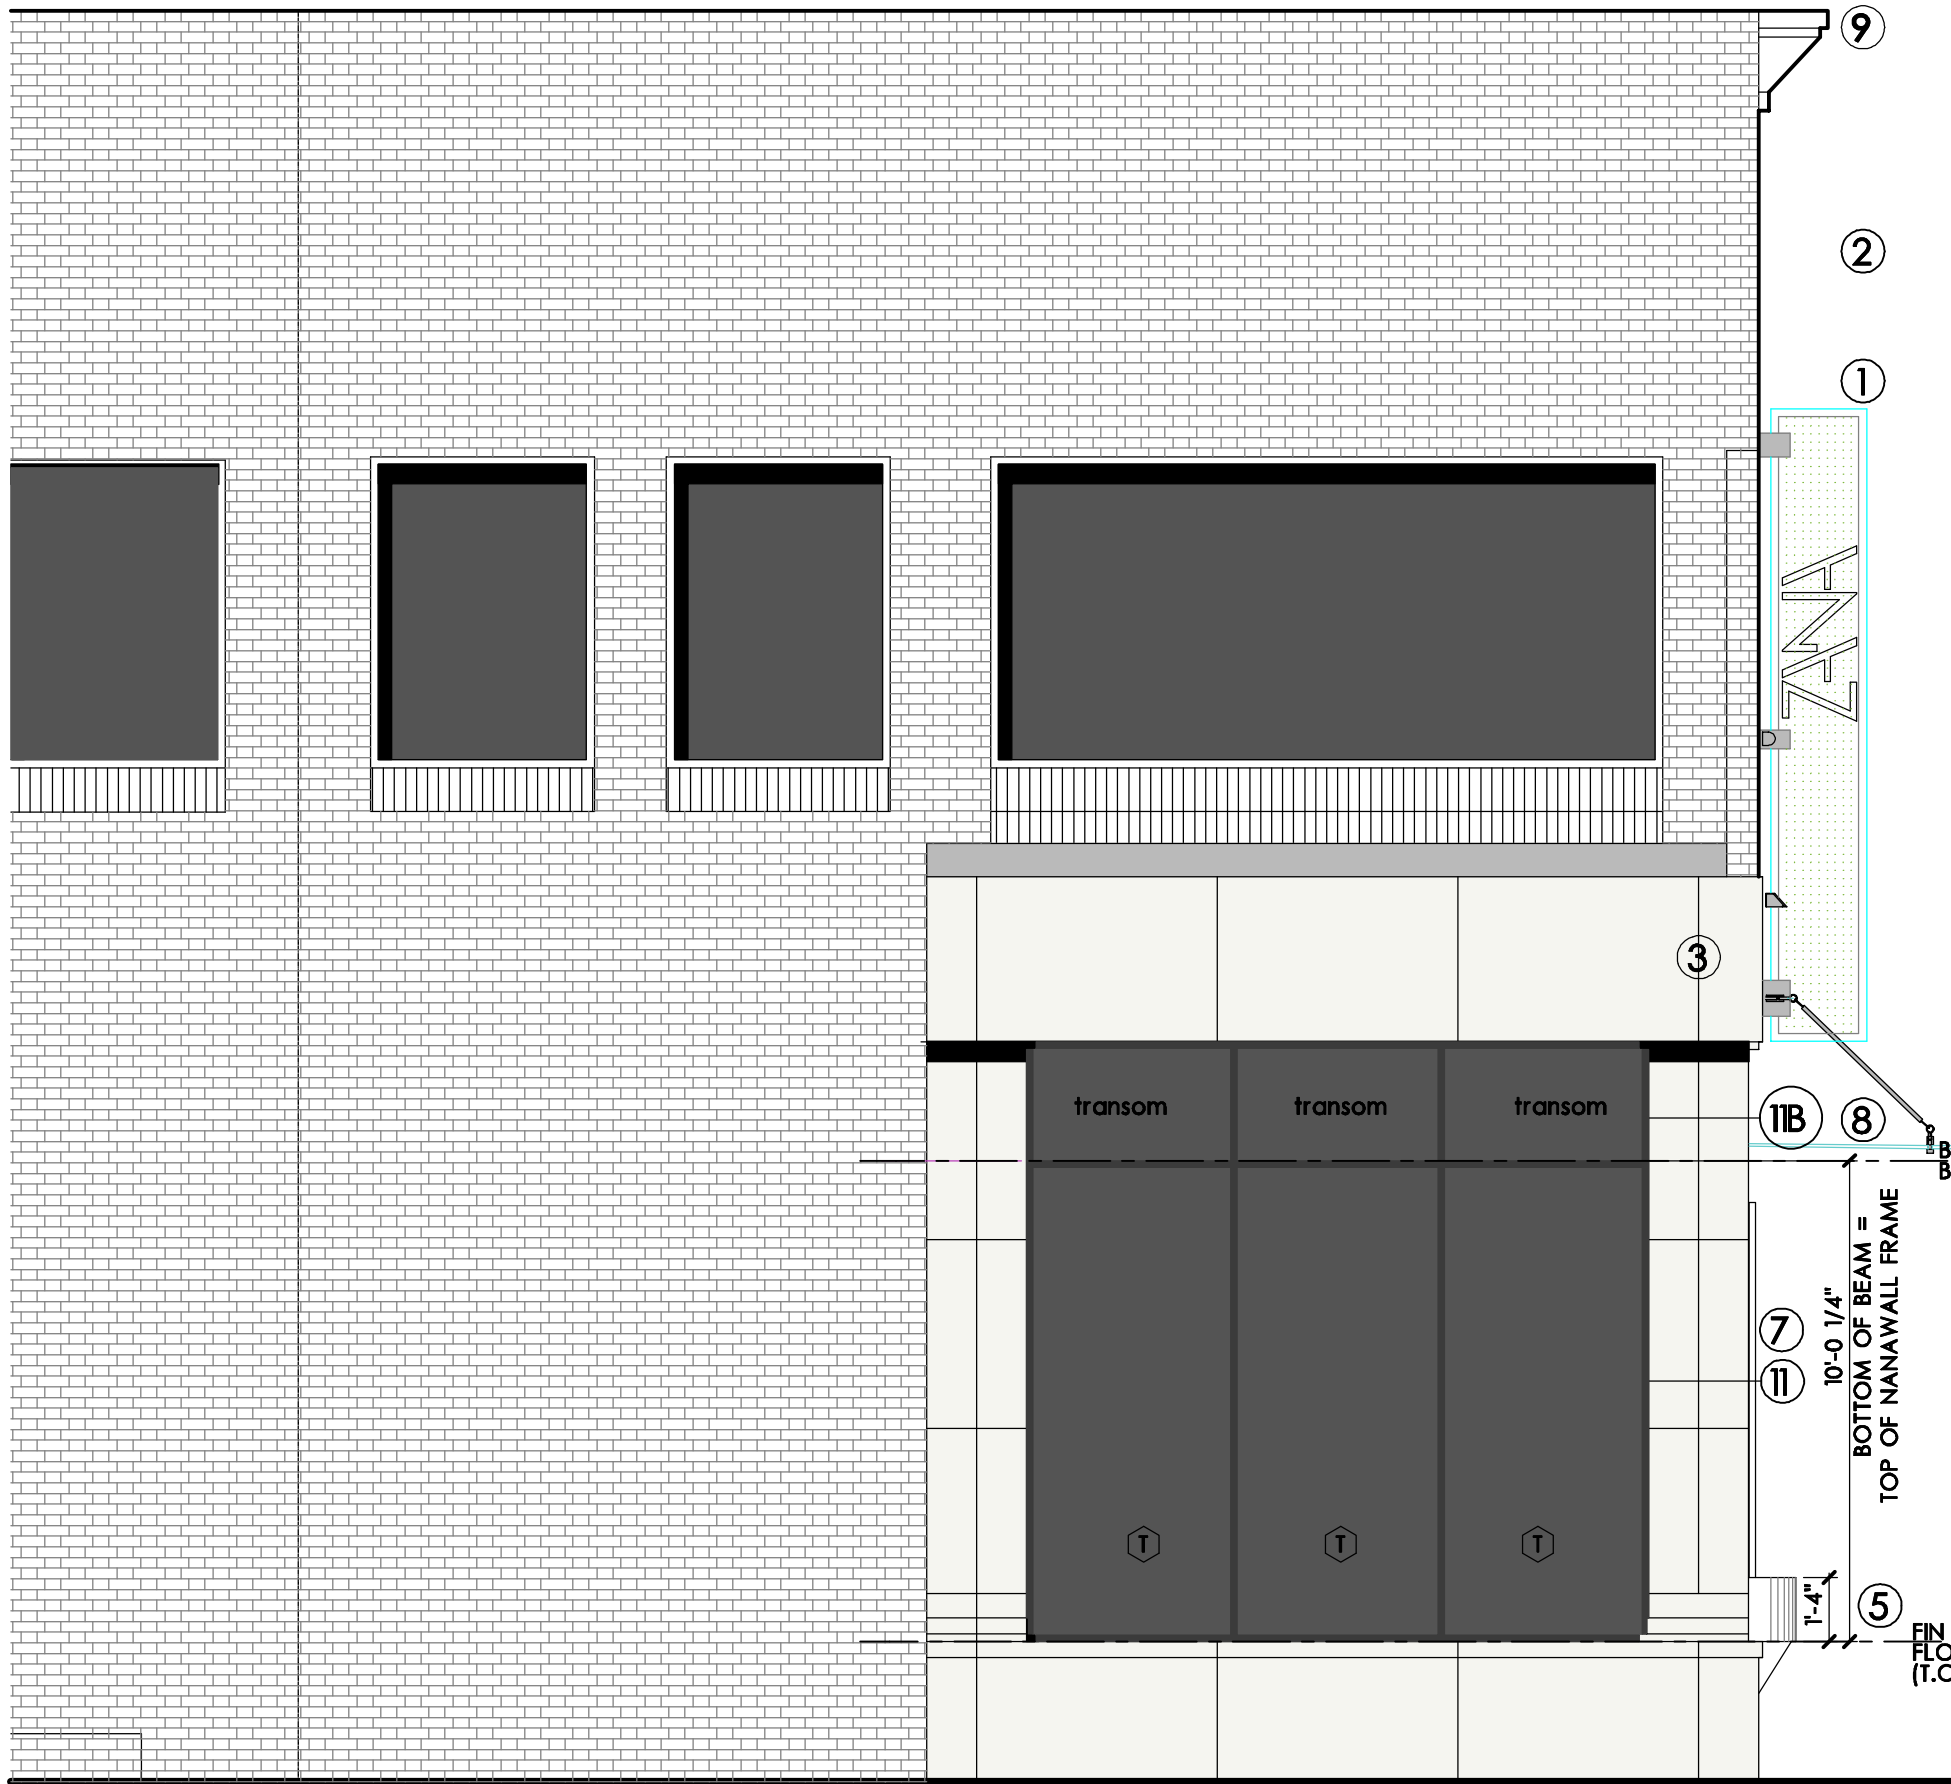 9
2
1
ZANA
3
transom transom transom
11B 8
B
B
10'-0 1/4"
BOTTOM OF BEAM =
TOP OF NANAWALL FRAME
7
11
T T T
1'-4"
5
FIN
FLO
(T.O